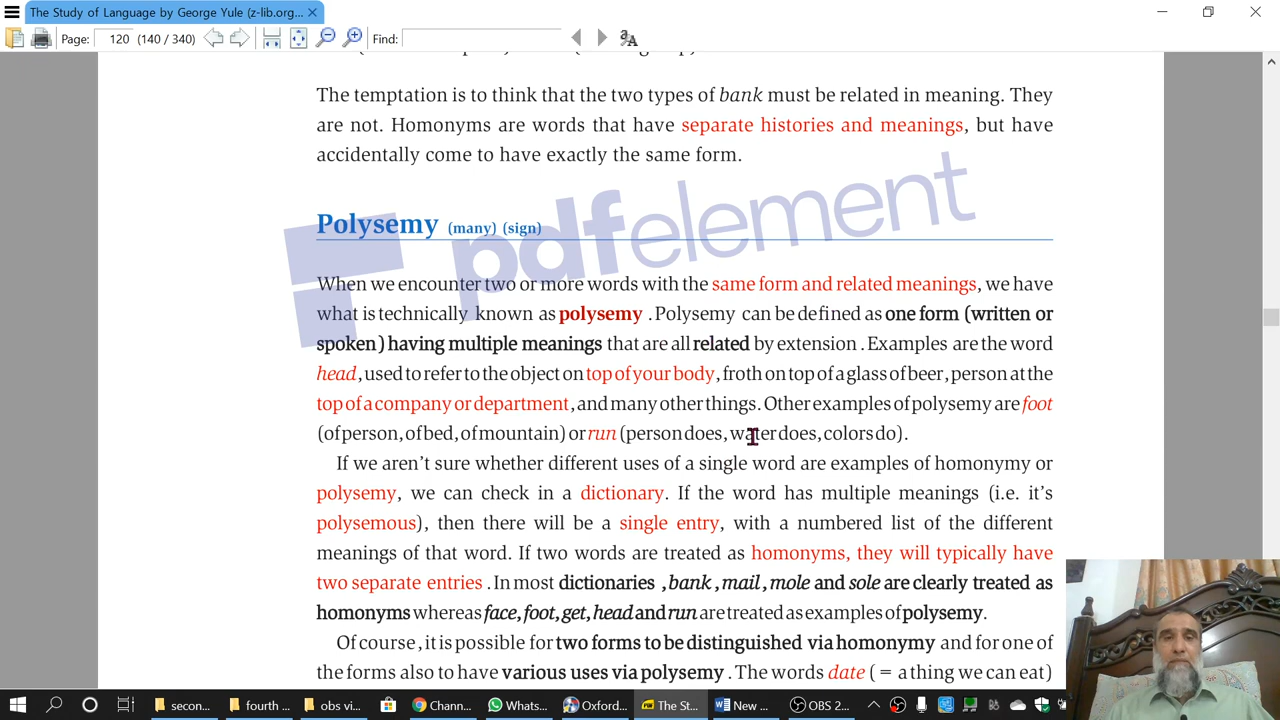 The Study of Language by George Yule (z-lib.org...
Page: 120 (140 / 340) Find:
The temptation is to think that the two types of bank must be related in meaning. They
are not. Homonyms are words that have separate histories and meanings, but have
accidentally come to have exactly the same form.
pdfelement
Polysemy (many) (sign)
When we encounter two or more words with the same form and related meanings, we have
what is technically known as polysemy . Polysemy can be defined as one form (written or
spoken) having multiple meanings that are all related by extension . Examples are the word
head, used to refer to the object on top of your body, froth on top of a glass of beer, person at the
top of a company or department, and many other things. Other examples of polysemy are foot
(of person, of bed, of mountain) or run (person does, water does, colors do).
If we aren't sure whether different uses of a single word are examples of homonymy or
polysemy, we can check in a dictionary. If the word has multiple meanings (i.e. it's
polysemous), then there will be a single entry, with a numbered list of the different
meanings of that word. If two words are treated as homonyms, they will typically have
two separate entries . In most dictionaries , bank , mail , mole and sole are clearly treated as
homonyms whereas face, foot, get, head and run are treated as examples of polysemy.
Of course , it is possible for two forms to be distinguished via homonymy and for one of
the forms also to have various uses via polysemy . The words date ( = a thing we can eat)
secon... fourth ... obs vi... Chann... Whats... Oxford... The St... New ... OBS 2...